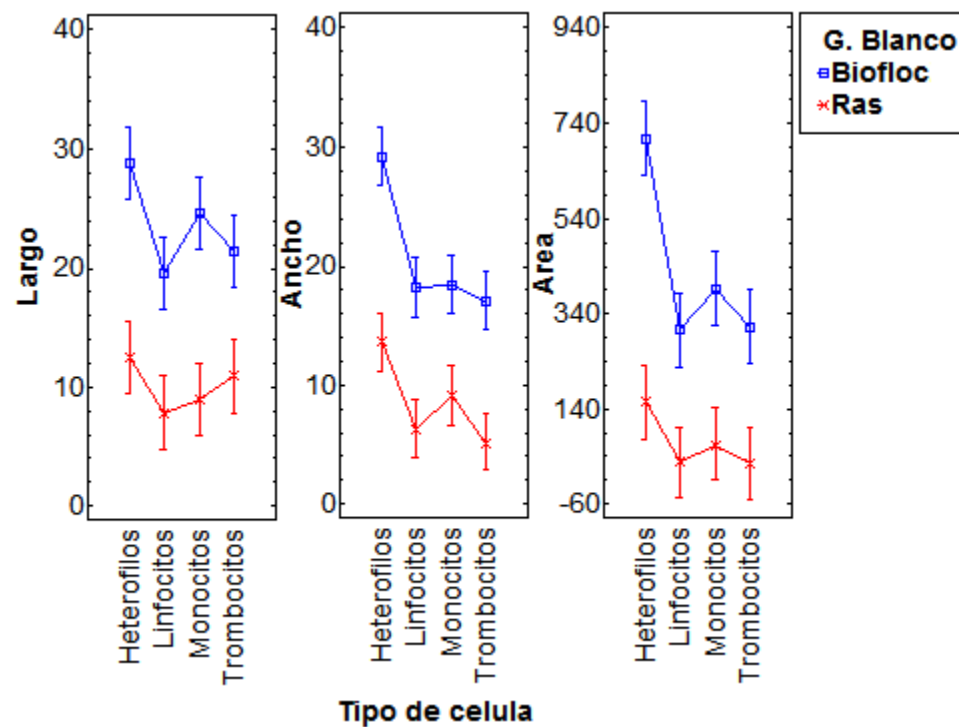 Largo
40
30
20
10
0
Heterofilos
Linfocitos
Monocitos
Trombocitos
Ancho
40
30
20
10
0
Heterofilos
Linfocitos
Monocitos
Trombocitos
Area
940
740
540
340
140
-60
Heterofilos
Linfocitos
Monocitos
Trombocitos
G. Blanco
Biofloc
Ras
Tipo de celula